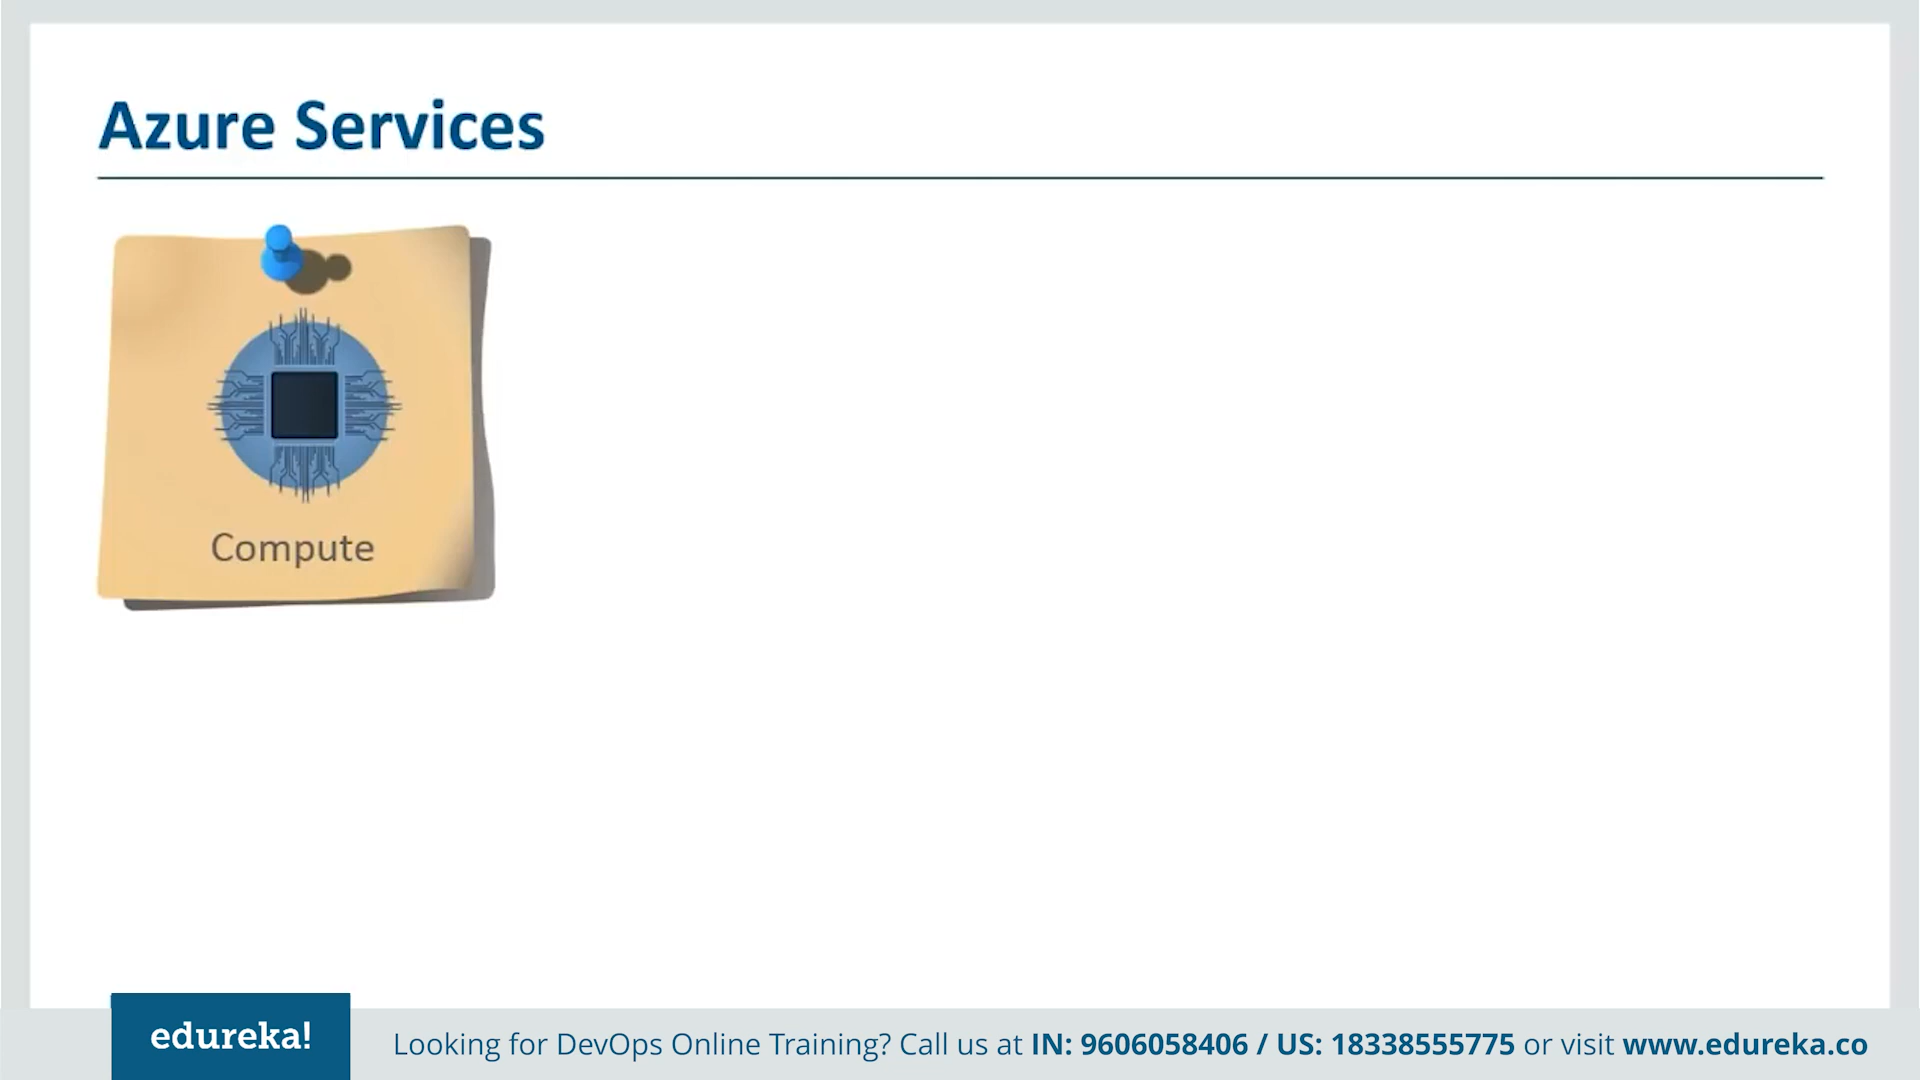 Azure Services
Compute
edureka!
Looking for DevOps Online Training? Call us at IN: 9606058406 / US: 18338555775 or visit www.edureka.co